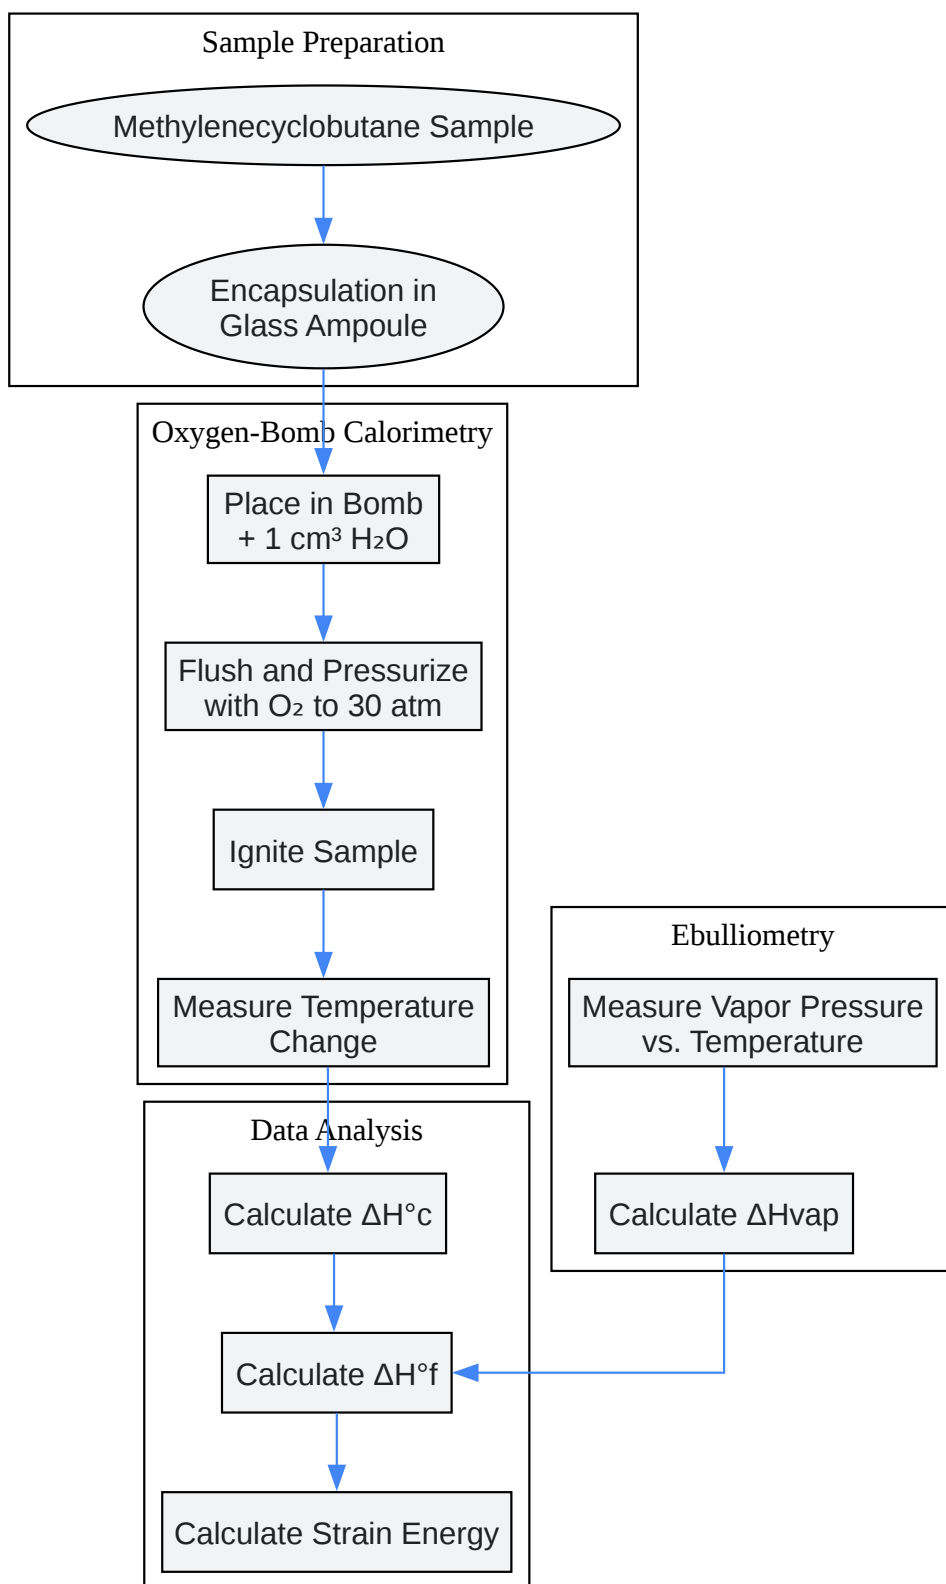 Sample Preparation
Methylenecyclobutane Sample
Encapsulation in
Glass Ampoule
Oxygen-Bomb Calorimetry
Place in Bomb
+ 1 cm³ H₂O
Flush and Pressurize
with O₂ to 30 atm
Ignite Sample
Measure Temperature
Change
Ebulliometry
Measure Vapor Pressure
vs. Temperature
Calculate ΔHvap
Data Analysis
Calculate ΔH°c
Calculate ΔH°f
Calculate Strain Energy